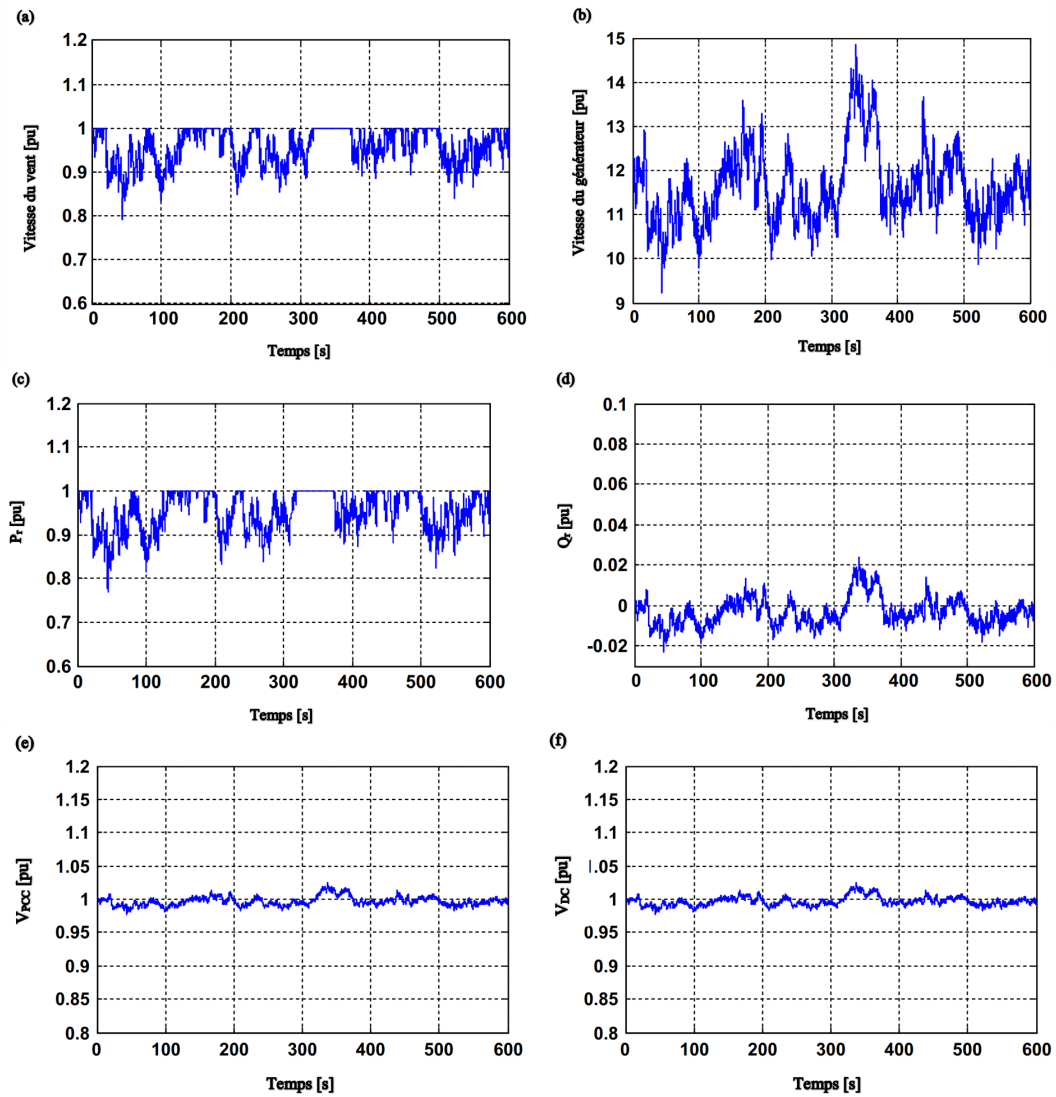 (a)
1.2
1.1
1
0.9
0.8
0.7
0.6
Vitesse du vent [pu]
0 100 200 300 400 500 600
Temps [s]
(b)
15
14
13
12
11
10
9
Vitesse du générateur [pu]
0 100 200 300 400 500 600
Temps [s]
(c)
1.2
1.1
1
0.9
0.8
0.7
0.6
Pr [pu]
0 100 200 300 400 500 600
Temps [s]
(d)
0.1
0.08
0.06
0.04
0.02
0
-0.02
Qr [pu]
0 100 200 300 400 500 600
Temps [s]
(e)
1.2
1.15
1.1
1.05
1
0.95
0.9
0.85
0.8
VPCC [pu]
0 100 200 300 400 500 600
Temps [s]
(f)
1.2
1.15
1.1
1.05
1
0.95
0.9
0.85
0.8
VDC [pu]
0 100 200 300 400 500 600
Temps [s]